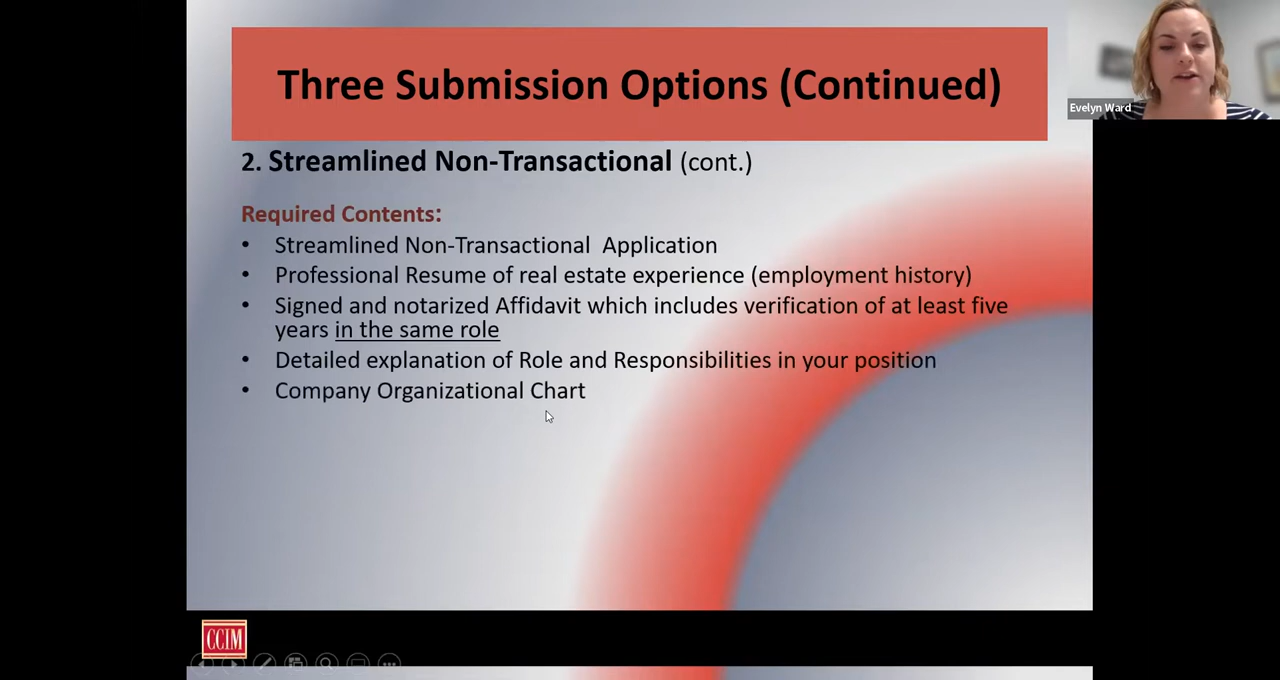 Three Submission Options (Continued)
Evelyn Ward
2. Streamlined Non-Transactional (cont.)
Required Contents:
• Streamlined Non-Transactional  Application
• Professional Resume of real estate experience (employment history)
• Signed and notarized Affidavit which includes verification of at least five
years in the same role
• Detailed explanation of Role and Responsibilities in your position
• Company Organizational Chart
CCIM